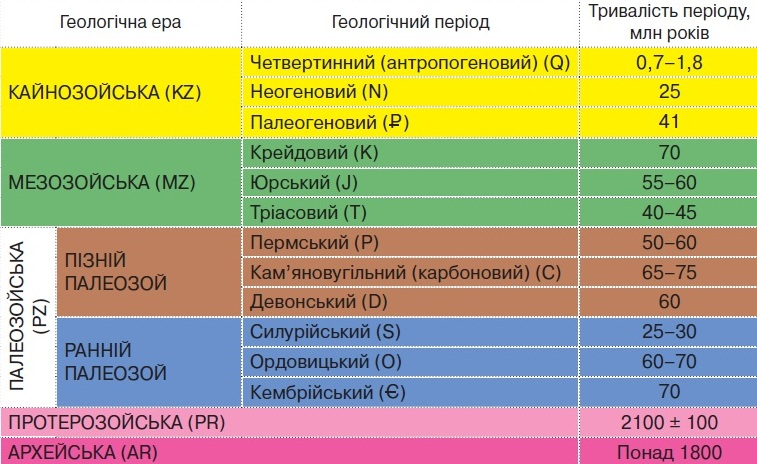 Геологічна ера
Геологічний період
Тривалість періоду,
млн років
КАЙНОЗОЙСЬКА (KZ)
Четвертинний (антропогеновий) (Q)
0,7–1,8
Неогеновий (N)
25
Палеогеновий (₽)
41
МЕЗОЗОЙСЬКА (MZ)
Крейдовий (K)
70
Юрський (J)
55–60
Тріасовий (T)
40–45
ПАЛЕОЗОЙСЬКА
(PZ)
ПІЗНІЙ
ПАЛЕОЗОЙ
Пермський (P)
50–60
Кам’яновугільний (карбоновий) (C)
65–75
Девонський (D)
60
РАННІЙ
ПАЛЕОЗОЙ
Силурійський (S)
25–30
Ордовицький (O)
60–70
Кембрійський (Є)
70
ПРОТЕРОЗОЙСЬКА (PR)
2100 ± 100
АРХЕЙСЬКА (AR)
Понад 1800